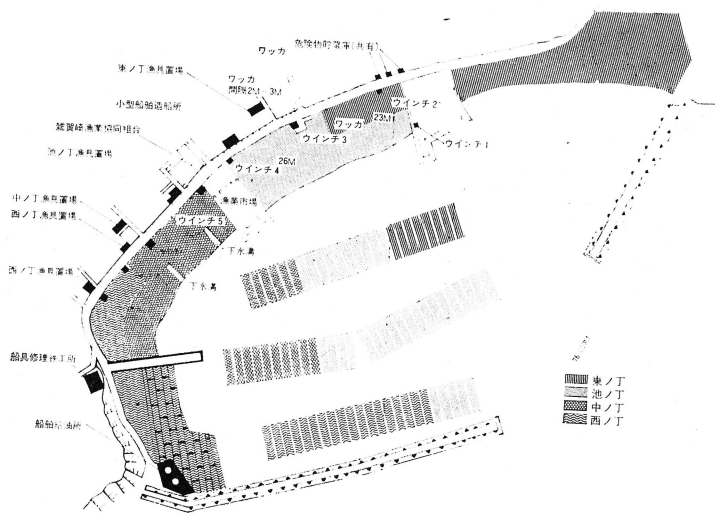 危険物貯蔵庫(共有)
ワッカ
東ノ丁漁具置場
ワッカ
間隔2M〜3M
小型船舶造船所
ウインチ2
ワッカ
23M
ウインチ3
ウインチ1
雑賀崎漁業協同組合
池ノ丁漁具置場
26M
ウインチ4
漁業市場
中ノ丁漁具置場
西ノ丁漁具置場
ウインチ5
下水溝
西ノ丁漁具置場
下水溝
船具修理鉄工所
船舶給油所
東ノ丁
池ノ丁
中ノ丁
西ノ丁